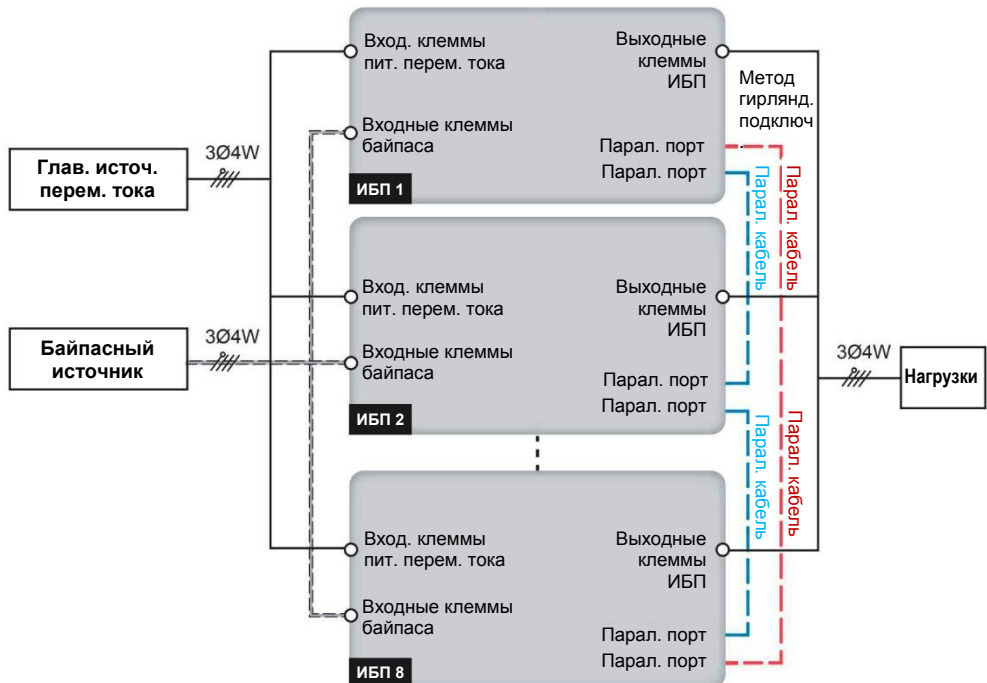 Вход. клеммы
пит. перем. тока
Выходные
клеммы
ИБП
Метод
гирлянд.
подключ
Входные клеммы
байпаса
Парал. порт
Парал. порт
ИБП 1
Глав. источ.
перем. тока
3Ø4W
Парал. кабель
Парал. кабель
Вход. клеммы
пит. перем. тока
Выходные
клеммы
ИБП
Байпасный
источник
3Ø4W
Входные клеммы
байпаса
Парал. порт
Парал. порт
ИБП 2
3Ø4W
Нагрузки
Парал. кабель
Парал. кабель
Вход. клеммы
пит. перем. тока
Выходные
клеммы
ИБП
Входные клеммы
байпаса
Парал. порт
Парал. порт
ИБП 8